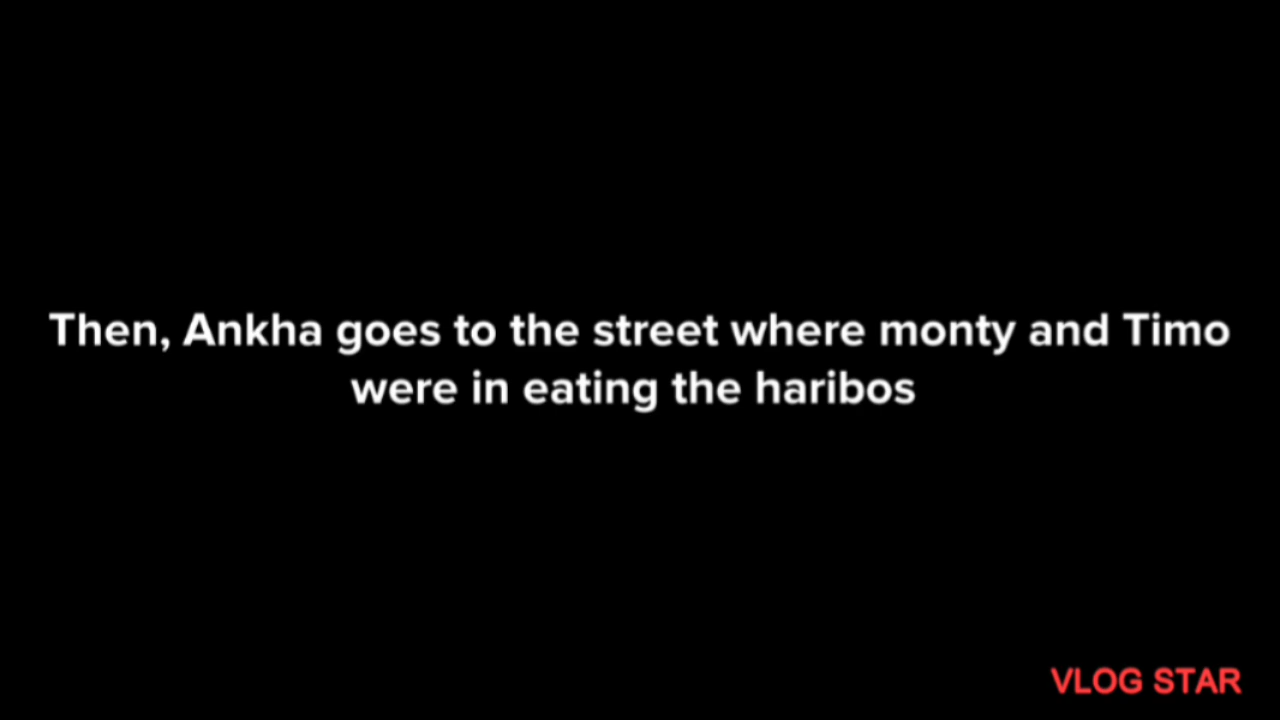 Then, Ankha goes to the street where monty and Timo
were in eating the haribos
VLOG STAR